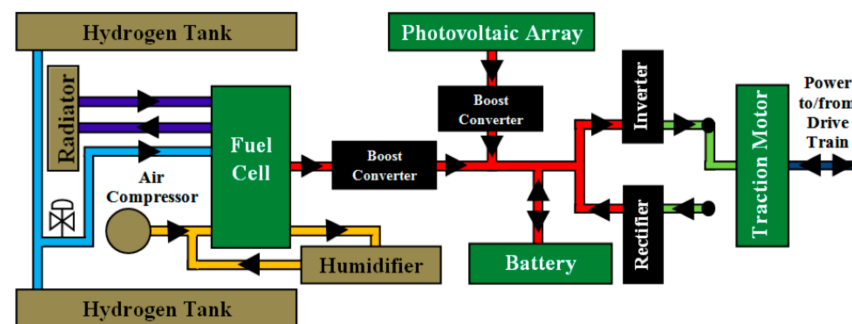 Hydrogen Tank
Photovoltaic Array
Radiator
Fuel
Cell
Boost
Converter
Boost
Converter
Inverter
Traction Motor
Power
to/from
Drive
Train
Air
Compressor
Humidifier
Battery
Rectifier
Hydrogen Tank